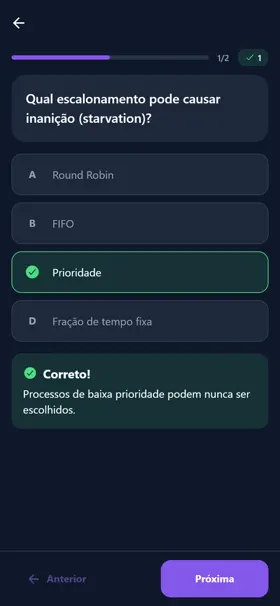 1/2
1
Qual escalonamento pode causar
inanição (starvation)?
A Round Robin
B FIFO
Prioridade
D Fração de tempo fixa
Correto!
Processos de baixa prioridade podem nunca ser
escolhidos.
Anterior
Próxima